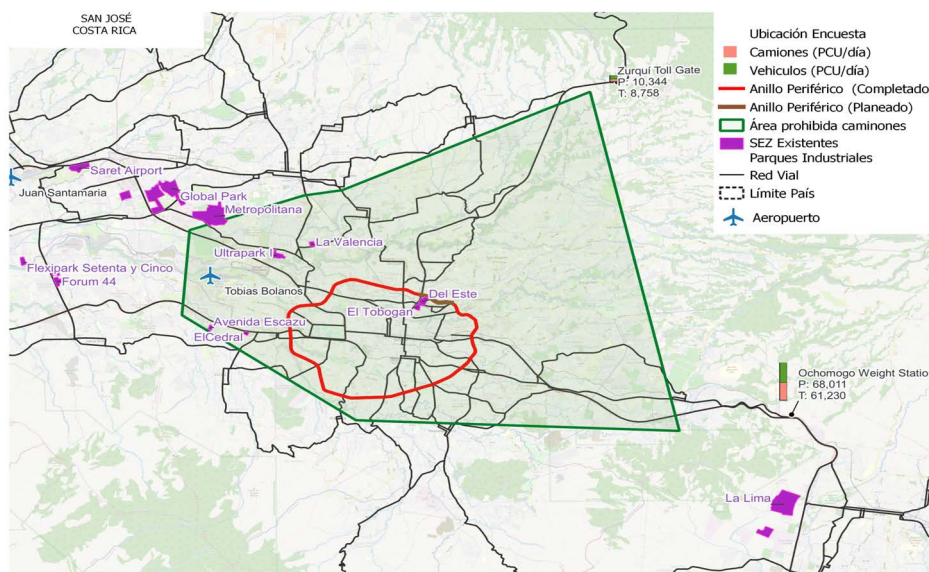 SAN JOSÉ
COSTA RICA
Ubicación Encuesta
Camiones (PCU/día)
Vehiculos (PCU/día)
Anillo Periférico (Completado)
Anillo Periférico (Planeado)
Área prohibida caminones
SEZ Existentes
Parques Industriales
Red Vial
Límite País
Aeropuerto
Zurquí Toll Gate
P: 10,344
T: 8,758
Saret Airport
Juan Santamaria
Global Park
Metropolitana
La Valencia
Ultrapark I
Flexipark Setenta y Cinco
Forum 44
Tobias Bolanos
Del Este
El Tobogan
Avenida Escazu
ElCedral
Ochomogo Weight Statio
P: 68,011
T: 61,230
La Lima